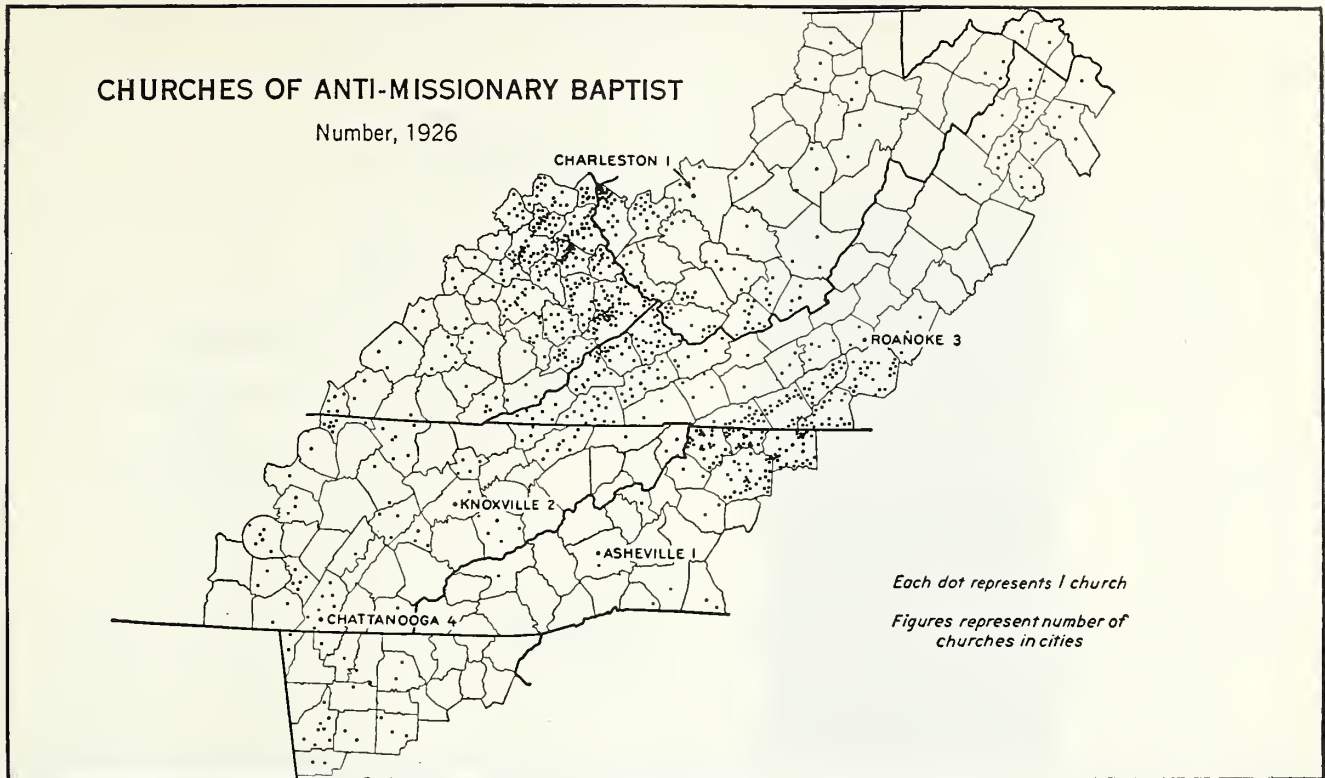 CHURCHES OF ANTI-MISSIONARY BAPTIST
Number, 1926
CHARLESTON 1
ROANOKE 3
KNOXVILLE 2
ASHEVILLE 1
Each dot represents 1 church
Figures represent number of
churches in cities
CHATTANOOGA 4